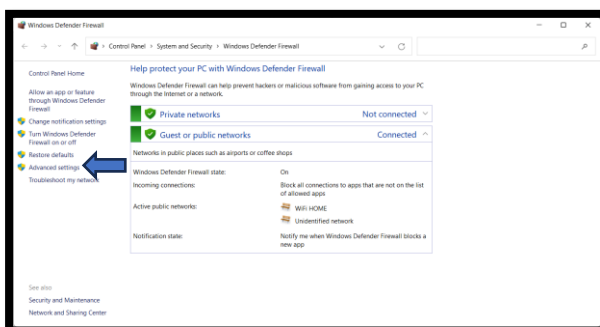 Windows Defender Firewall
Control Panel > System and Security > Windows Defender Firewall
Control Panel Home
Allow an app or feature
through Windows Defender
Firewall
Change notification settings
Turn Windows Defender
Firewall on or off
Restore defaults
Advanced settings
Troubleshoot my network
See also
Security and Maintenance
Network and Sharing Center
Help protect your PC with Windows Defender Firewall
Windows Defender Firewall can help prevent hackers or malicious software from gaining access to your PC
through the Internet or a network.
Private networks Not connected
Guest or public networks Connected
Networks in public places such as airports or coffee shops
Windows Defender Firewall state: On
Incoming connections: Block all connections to apps that are not on the list
of allowed apps
Active public networks: WiFi HOME
Unidentified network
Notification state: Notify me when Windows Defender Firewall blocks a
new app